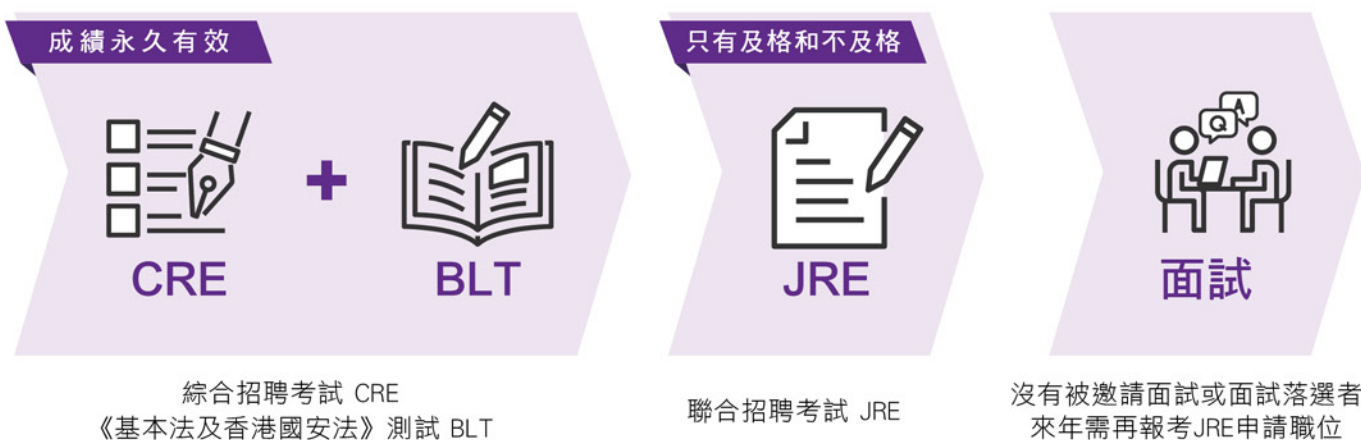 成績永久有效
只有及格和不及格
Q
A
CRE
+
BLT
JRE
面試
綜合招聘考試 CRE
《基本法及香港國安法》測試 BLT
聯合招聘考試 JRE
沒有被邀請面試或面試落選者
來年需再報考JRE申請職位